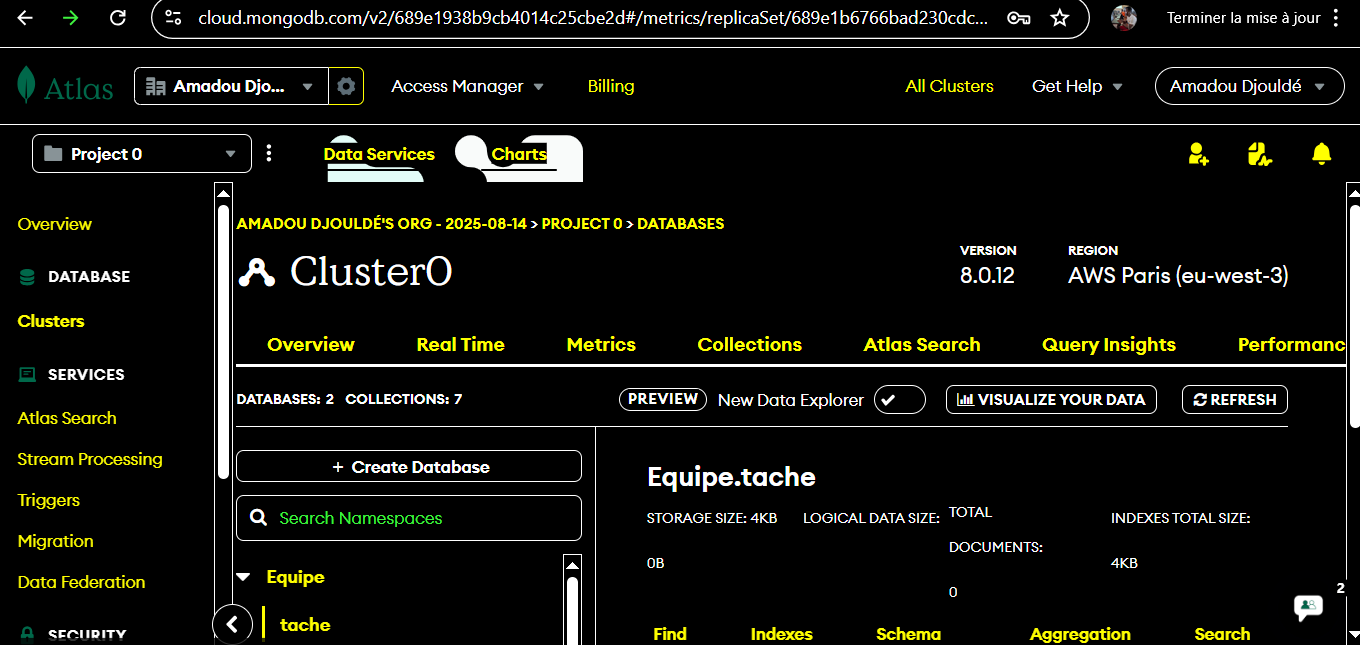 cloud.mongodb.com/v2/689e1938b9cb4014c25cbe2d#/metrics/replicaSet/689e1b6766bad230cdc...
Terminer la mise à jour
Atlas
Amadou Djo...
Access Manager
Billing
All Clusters
Get Help
Amadou Djouldé
Project 0
Data Services
Charts
Overview
DATABASE
Clusters
SERVICES
Atlas Search
Stream Processing
Triggers
Migration
Data Federation
SECURITY
AMADOU DJOULDÉ'S ORG - 2025-08-14 > PROJECT 0 > DATABASES
Cluster0
VERSION
8.0.12
REGION
AWS Paris (eu-west-3)
Overview
Real Time
Metrics
Collections
Atlas Search
Query Insights
Performanc
DATABASES: 2 COLLECTIONS: 7
PREVIEW
New Data Explorer
VISUALIZE YOUR DATA
REFRESH
+ Create Database
Search Namespaces
Equipe
tache
Equipe.tache
STORAGE SIZE: 4KB
LOGICAL DATA SIZE:
0B
TOTAL
DOCUMENTS:
0
INDEXES TOTAL SIZE:
4KB
Find
Indexes
Schema
Aggregation
Search
2